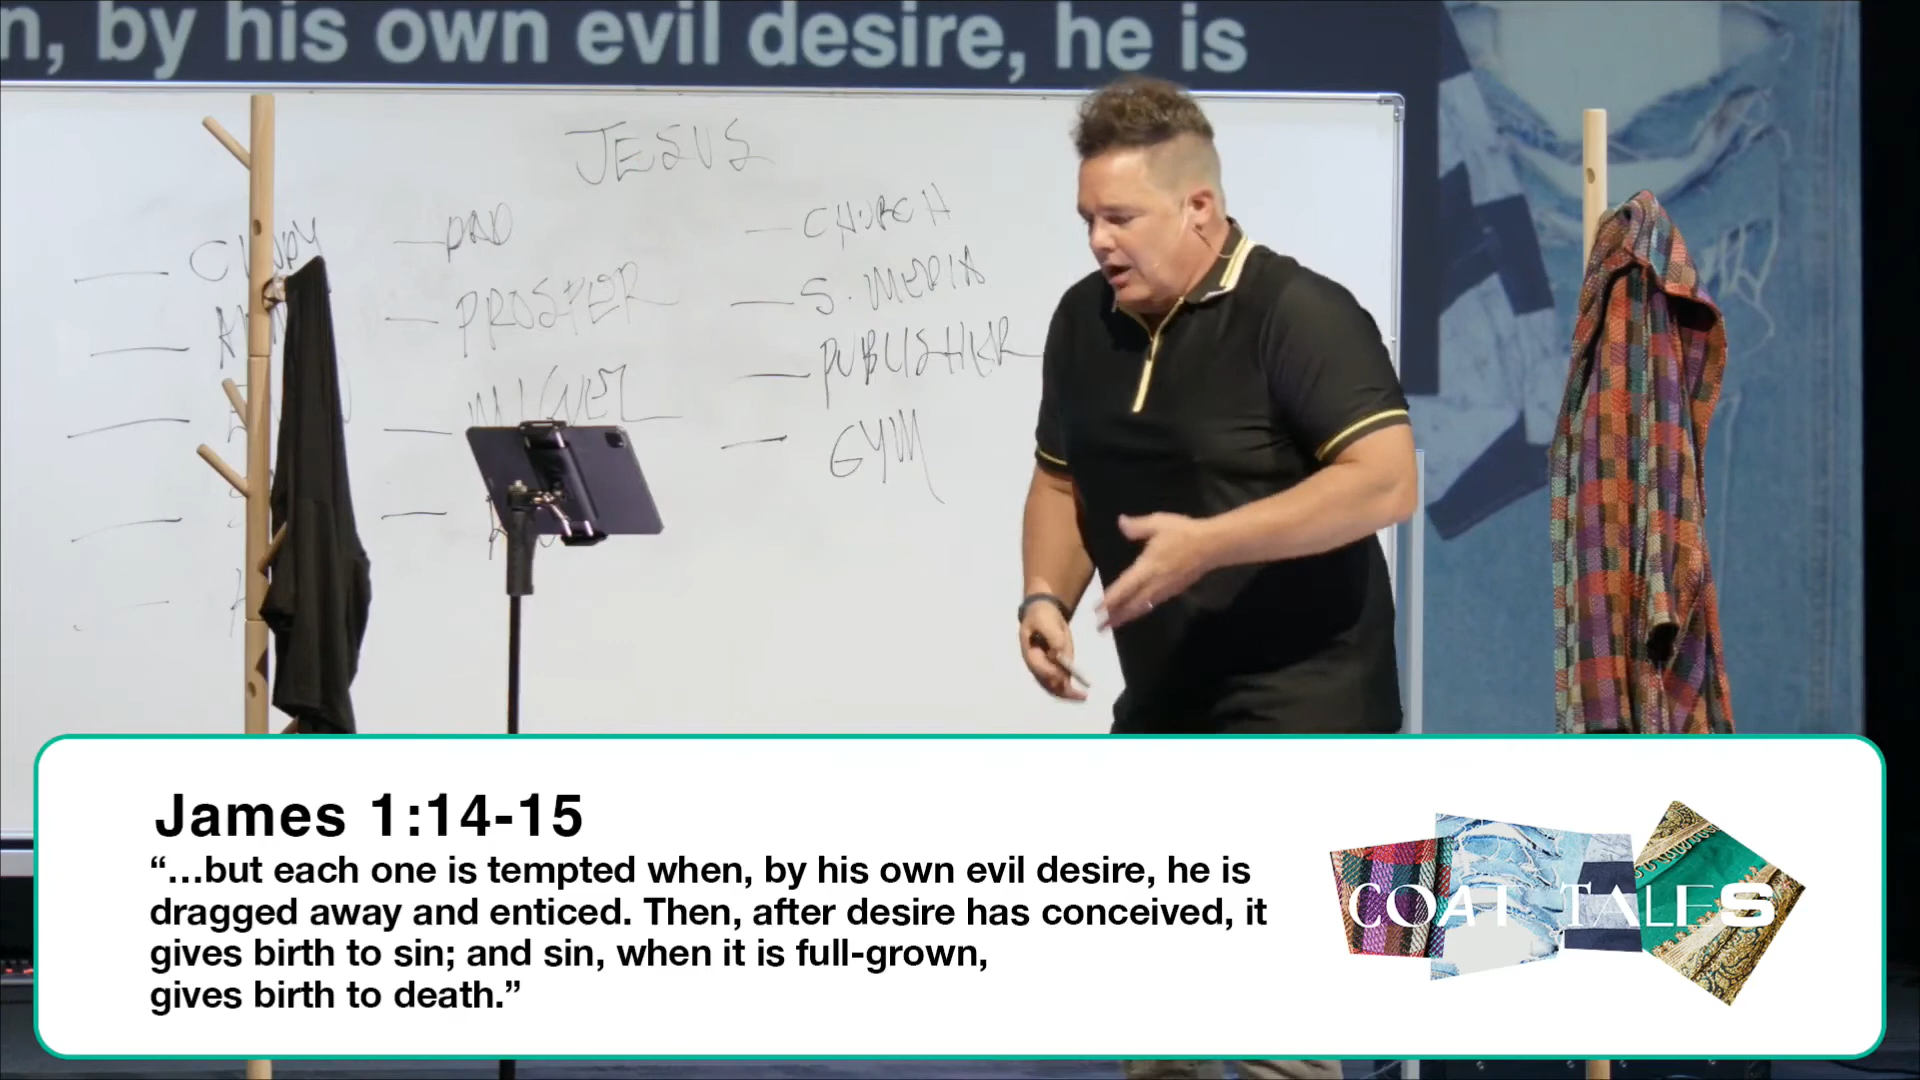 n, by his own evil desire, he is
JESUS
CINDY
DAD
PROSPER
MIGUEL
CHURCH
S. MEDIA
PUBLISHER
GYM
James 1:14-15
“...but each one is tempted when, by his own evil desire, he is
dragged away and enticed. Then, after desire has conceived, it
gives birth to sin; and sin, when it is full-grown,
gives birth to death.”
COAT TALES